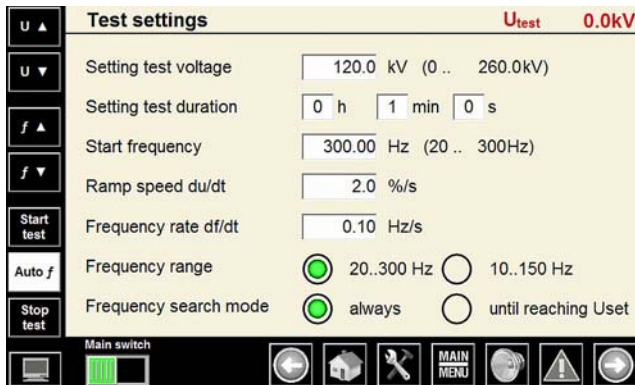 U ▲
Test settings
Utest 0.0kV
U ▼
Setting test voltage 120.0 kV (0 .. 260.0kV)
Setting test duration 0 h 1 min 0 s
f ▲
Start frequency 300.00 Hz (20 .. 300Hz)
f ▼
Ramp speed du/dt 2.0 %/s
Start
test
Frequency rate df/dt 0.10 Hz/s
Auto f
Frequency range 20..300 Hz 10..150 Hz
Stop
test
Frequency search mode always until reaching Uset
Main switch
MAIN
MENU